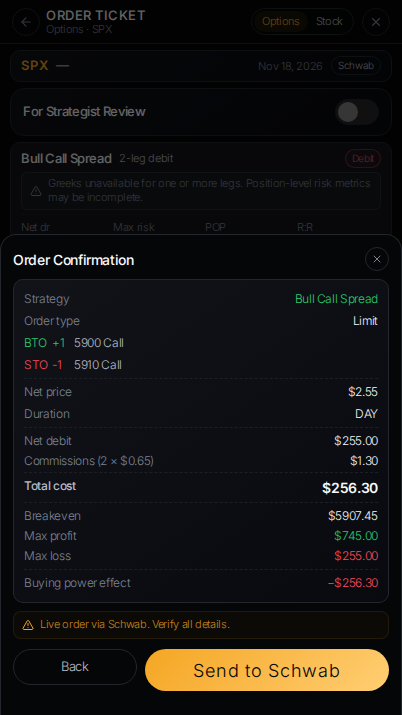 ORDER TICKET
Options · SPX
Options Stock
SPX — Nov 18, 2026 Schwab
For Strategist Review
Bull Call Spread 2-leg debit Debit
Greeks unavailable for one or more legs. Position-level risk metrics
may be incomplete.
Net dr Max risk POP R:R
Order Confirmation
Strategy Bull Call Spread
Order type Limit
BTO +1 5900 Call
STO -1 5910 Call
Net price $2.55
Duration DAY
Net debit $255.00
Commissions (2 × $0.65) $1.30
Total cost $256.30
Breakeven $5907.45
Max profit $745.00
Max loss $255.00
Buying power effect –$256.30
Live order via Schwab. Verify all details.
Back Send to Schwab